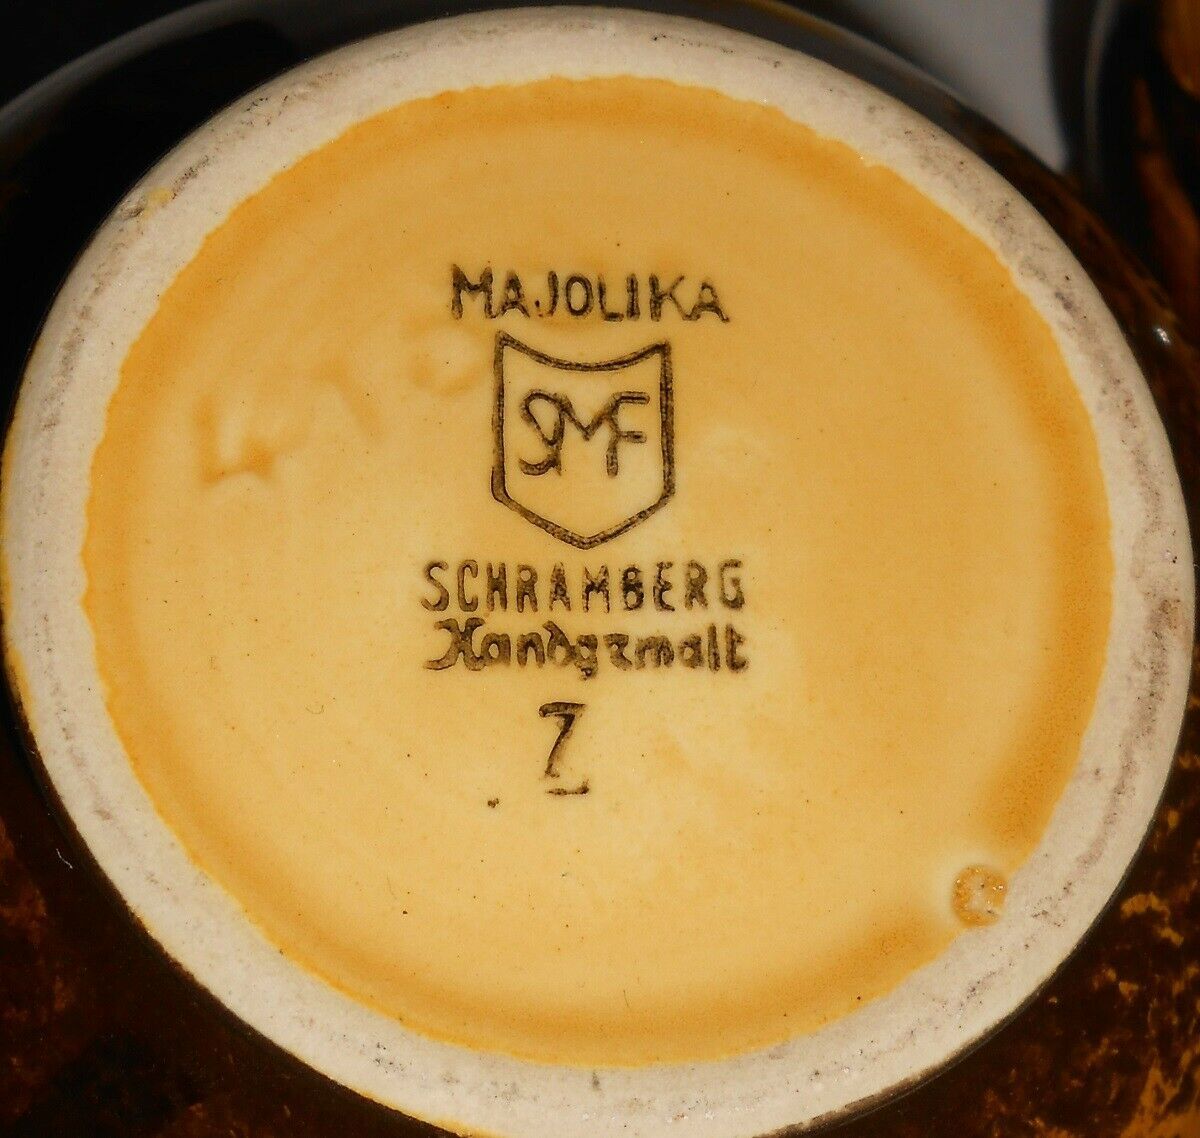 MAJOLIKA
SMF
SCHRAMBERG
Handgemalt
7